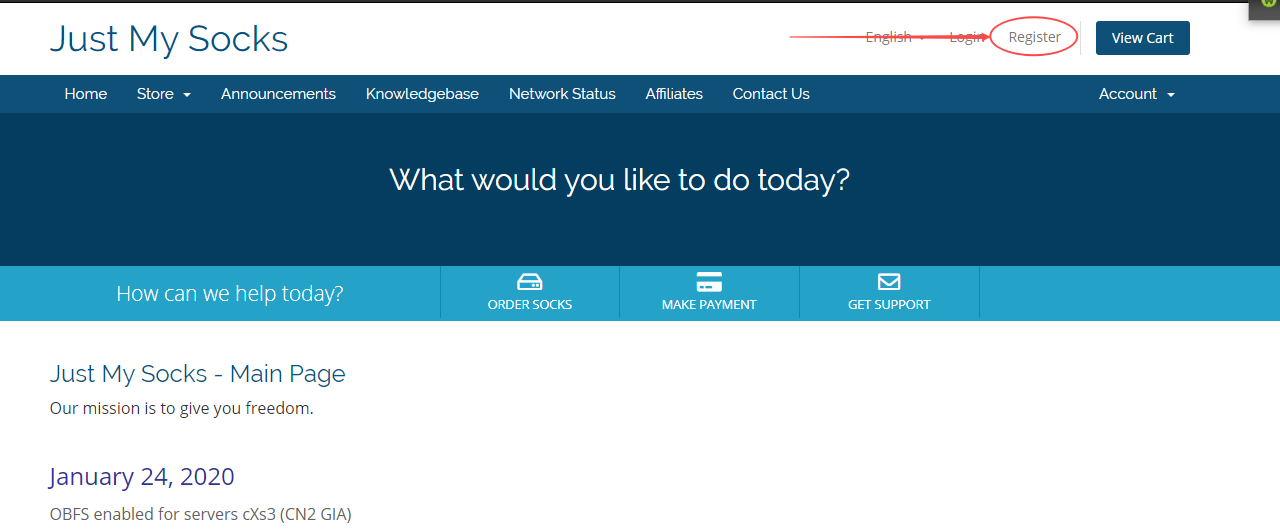 Just My Socks
English Login Register View Cart
Home Store Announcements Knowledgebase Network Status Affiliates Contact Us Account
What would you like to do today?
How can we help today? ORDER SOCKS MAKE PAYMENT GET SUPPORT
Just My Socks - Main Page
Our mission is to give you freedom.
January 24, 2020
OBFS enabled for servers cXs3 (CN2 GIA)